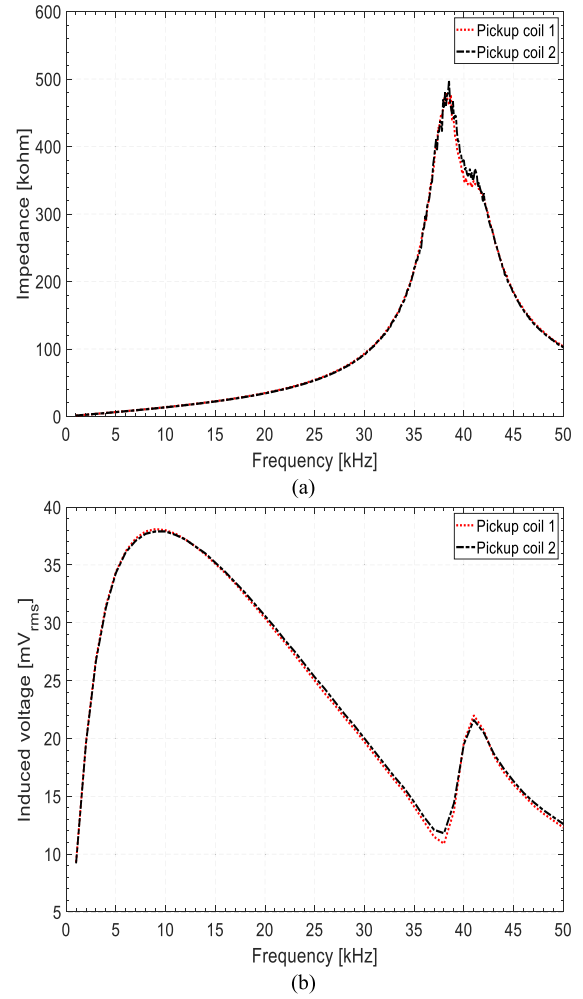 600
500
400
300
200
100
0
Impedance [kohm]
Pickup coil 1
Pickup coil 2
0 5 10 15 20 25 30 35 40 45 50
Frequency [kHz]
(a)
40
35
30
25
20
15
10
5
Induced voltage [mVrms]
Pickup coil 1
Pickup coil 2
0 5 10 15 20 25 30 35 40 45 50
Frequency [kHz]
(b)